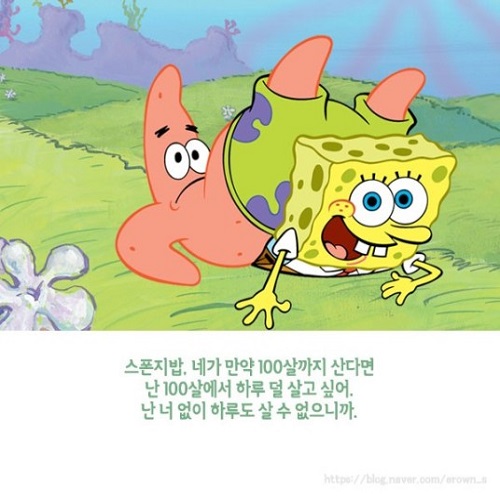 스폰지밥. 네가 만약 100살까지 산다면
난 100살에서 하루 덜 살고 싶어.
난 너 없이 하루도 살 수 없으니까.
https://blog.naver.com/erown_a